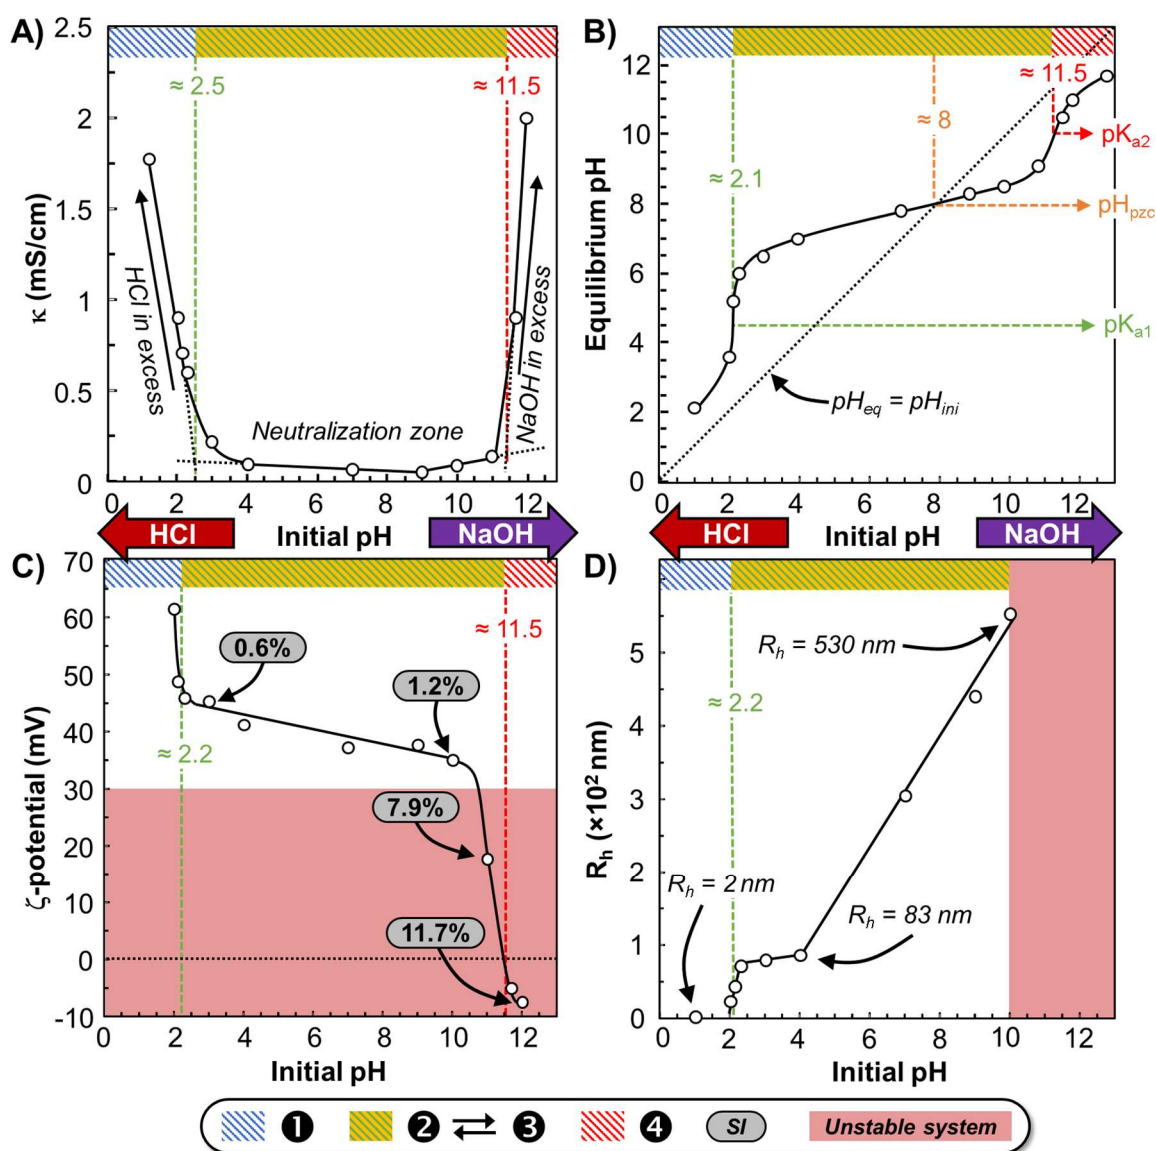 A)
2.5
2
1.5
1
0.5
0
κ (mS/cm)
≈ 2.5
≈ 11.5
HCl in excess
NaOH in excess
Neutralization zone
0 2 4 6 8 10 12
HCl
Initial pH
NaOH
B)
12
10
8
6
4
2
0
Equilibrium pH
≈ 2.1
≈ 8
≈ 11.5
pKa2
pHpzc
pKa1
pHeq = pHini
0 2 4 6 8 10 12
HCl
Initial pH
NaOH
C)
70
60
50
40
30
20
10
0
-10
ζ-potential (mV)
≈ 2.2
≈ 11.5
0.6%
1.2%
7.9%
11.7%
0 2 4 6 8 10 12
Initial pH
D)
5
4
3
2
1
0
Rh (×10² nm)
Rh = 530 nm
≈ 2.2
Rh = 2 nm
Rh = 83 nm
0 2 4 6 8 10 12
Initial pH
1 2 ⇌ 3 4 SI Unstable system